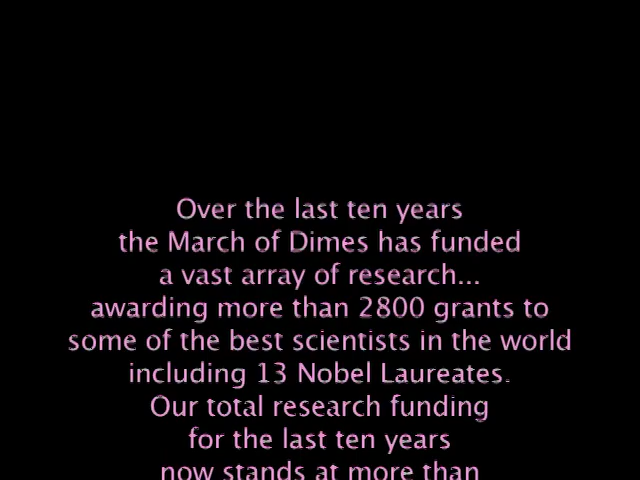 Over the last ten years
the March of Dimes has funded
a vast array of research...
awarding more than 2800 grants to
some of the best scientists in the world
including 13 Nobel Laureates.
Our total research funding
for the last ten years
now stands at more than